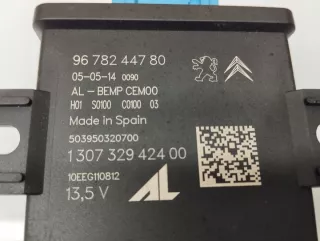 96 782 447 80
05-05-14 0090
AL-BEMP CEM00
H01 S0100 C0100 03
Made in Spain
503950320700
1 307 329 424 00
10EEG110812
13,5 V AL